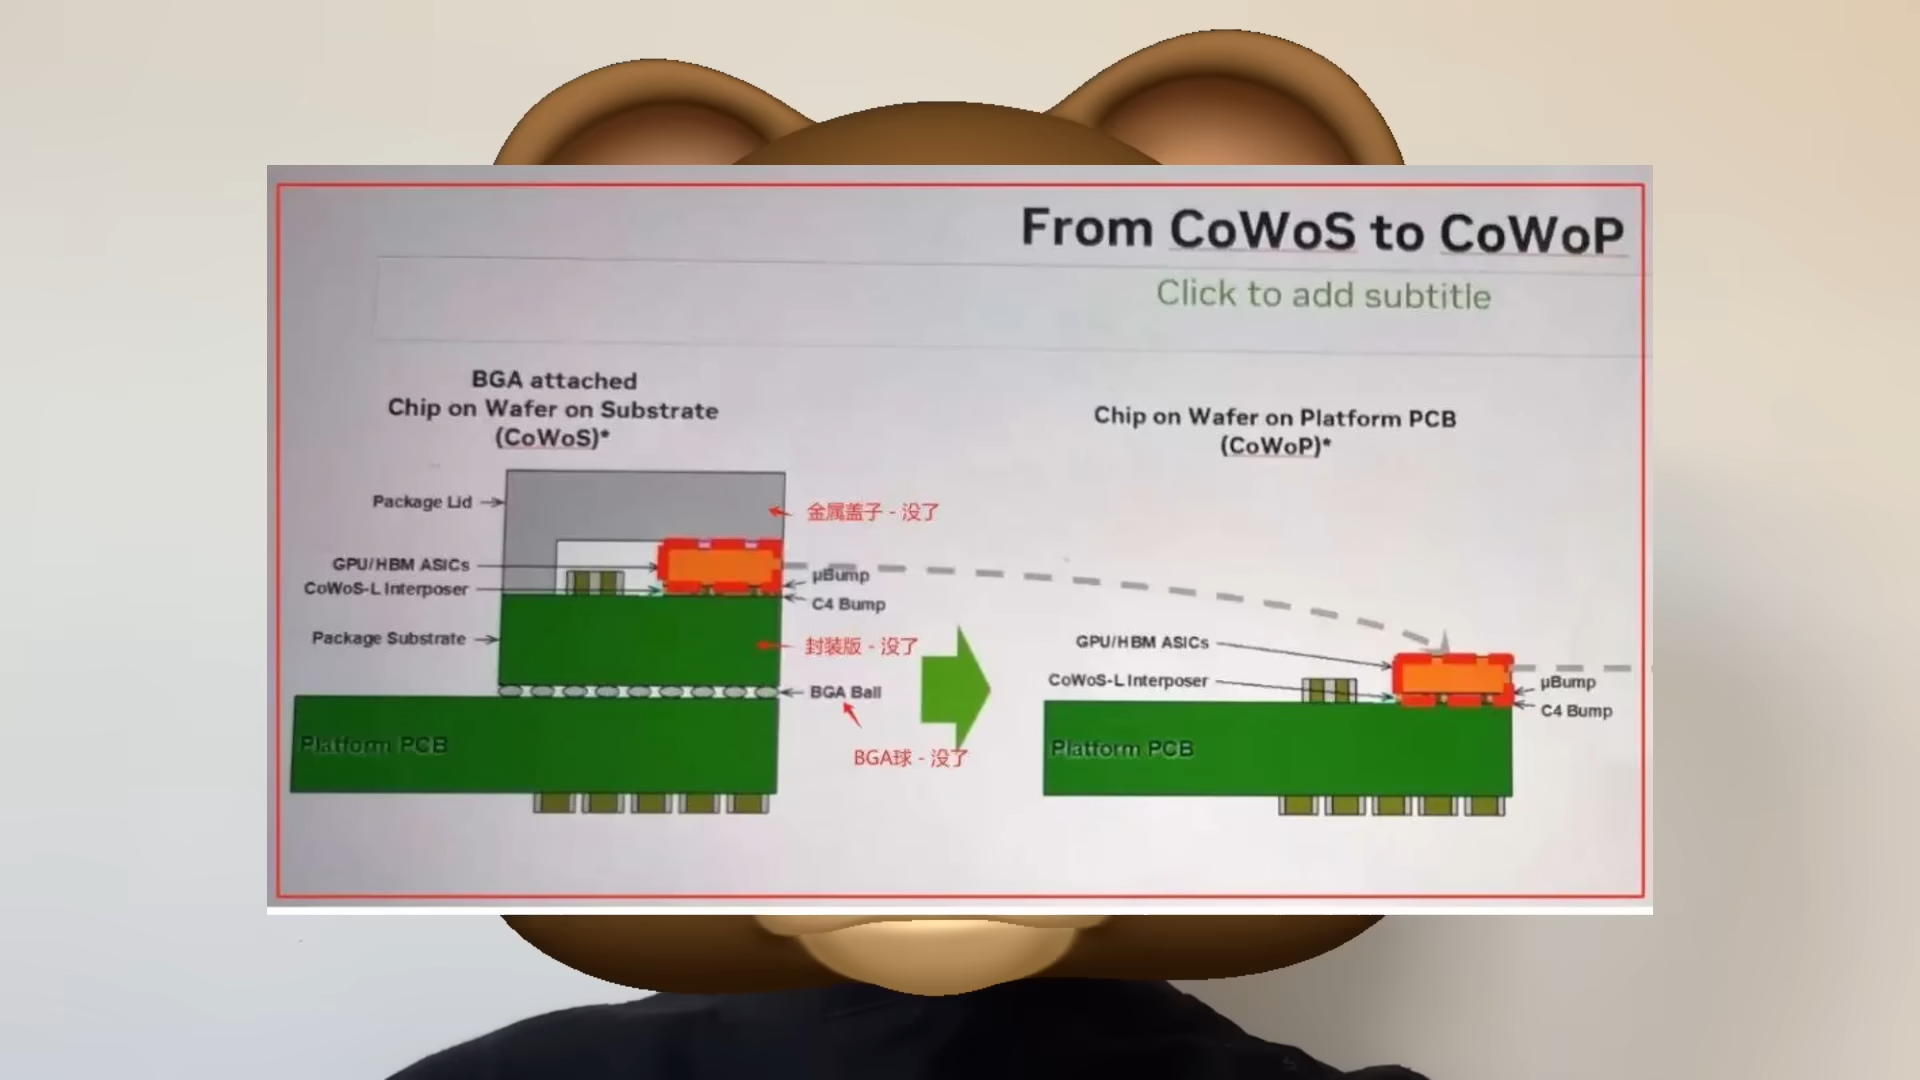 From CoWoS to CoWoP
Click to add subtitle
BGA attached
Chip on Wafer on Substrate
(CoWoS)*
Package Lid
金属盖子 - 没了
GPU/HBM ASICs
μBump
CoWoS-L Interposer
C4 Bump
Package Substrate
封装版 - 没了
BGA Ball
Platform PCB
BGA球 - 没了
Chip on Wafer on Platform PCB
(CoWoP)*
GPU/HBM ASICs
CoWoS-L Interposer
μBump
C4 Bump
Platform PCB